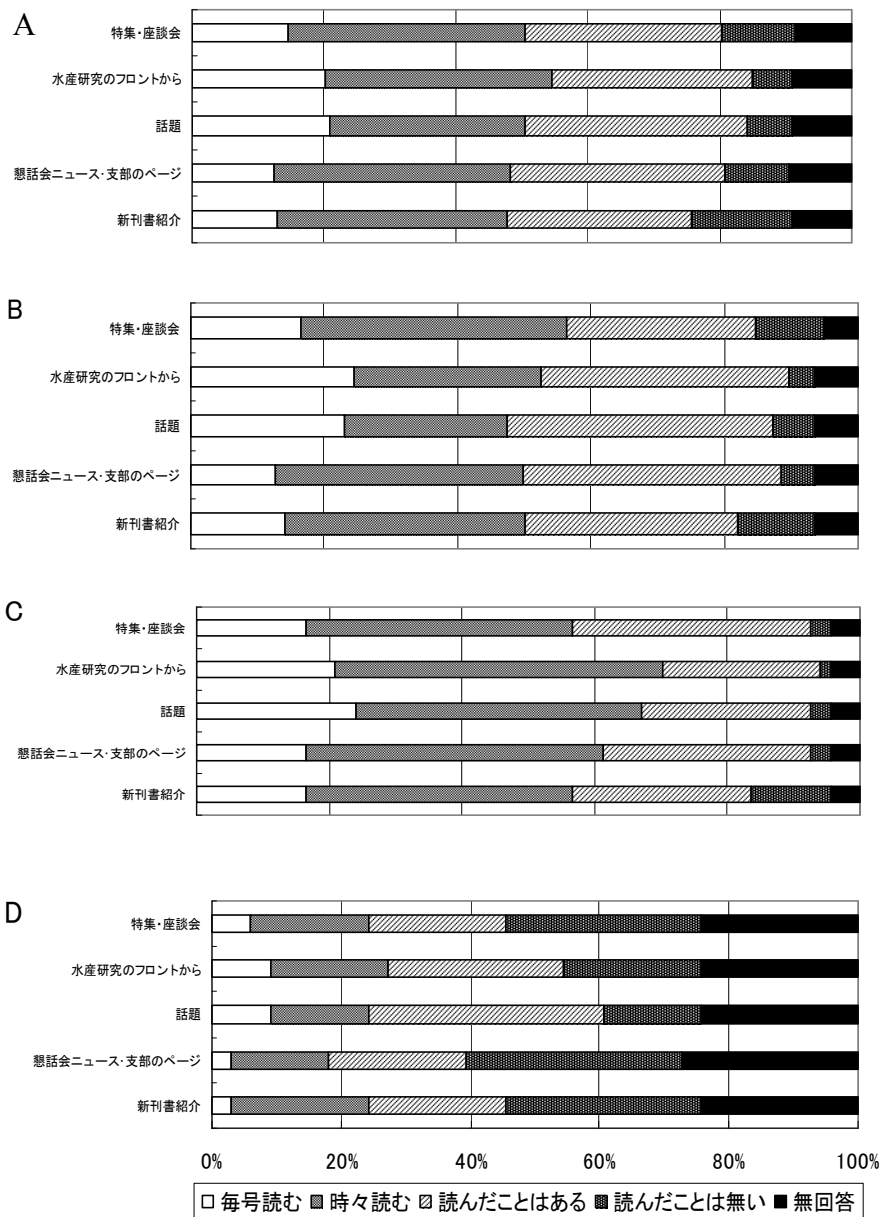 A
特集・座談会
水産研究のフロントから
話題
懇話会ニュース・支部のページ
新刊書紹介
B
特集・座談会
水産研究のフロントから
話題
懇話会ニュース・支部のページ
新刊書紹介
C
特集・座談会
水産研究のフロントから
話題
懇話会ニュース・支部のページ
新刊書紹介
D
特集・座談会
水産研究のフロントから
話題
懇話会ニュース・支部のページ
新刊書紹介
0% 20% 40% 60% 80% 100%
毎号読む 時々読む 読んだことはある 読んだことは無い 無回答